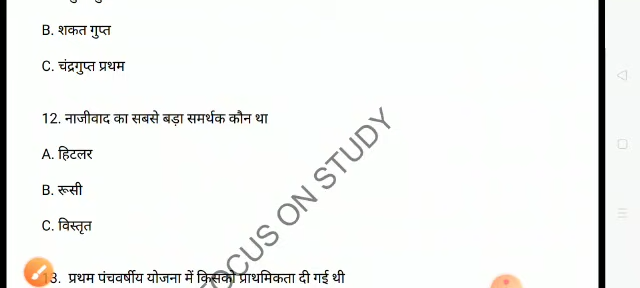 B. शकत गुप्त
C. चंद्रगुप्त प्रथम
12. नाजीवाद का सबसे बड़ा समर्थक कौन था
A. हिटलर
B. रूसी
C. विस्तृत
13. प्रथम पंचवर्षीय योजना में किसको प्राथमिकता दी गई थी
FOCUS ON STUDY